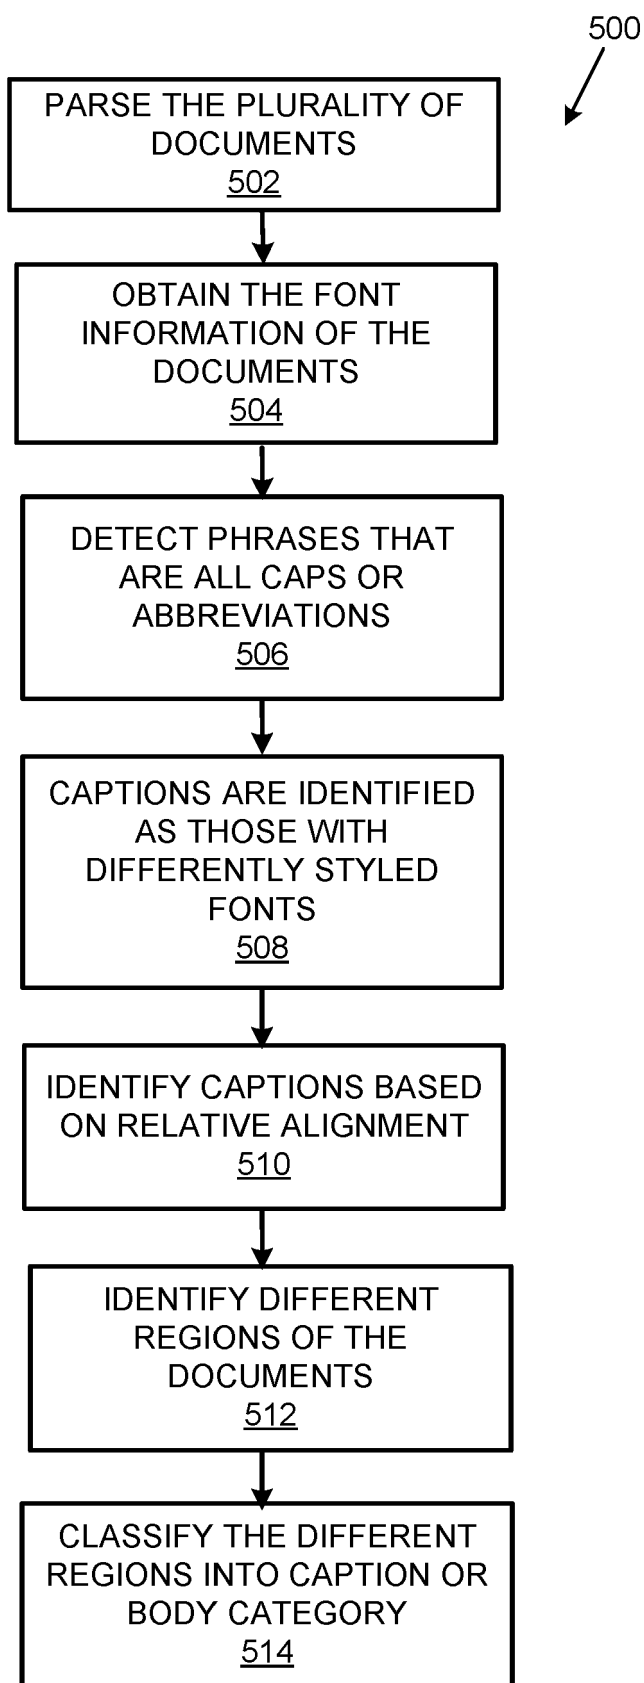 500
PARSE THE PLURALITY OF
DOCUMENTS
502
OBTAIN THE FONT
INFORMATION OF THE
DOCUMENTS
504
DETECT PHRASES THAT
ARE ALL CAPS OR
ABBREVIATIONS
506
CAPTIONS ARE IDENTIFIED
AS THOSE WITH
DIFFERENTLY STYLED
FONTS
508
IDENTIFY CAPTIONS BASED
ON RELATIVE ALIGNMENT
510
IDENTIFY DIFFERENT
REGIONS OF THE
DOCUMENTS
512
CLASSIFY THE DIFFERENT
REGIONS INTO CAPTION OR
BODY CATEGORY
514